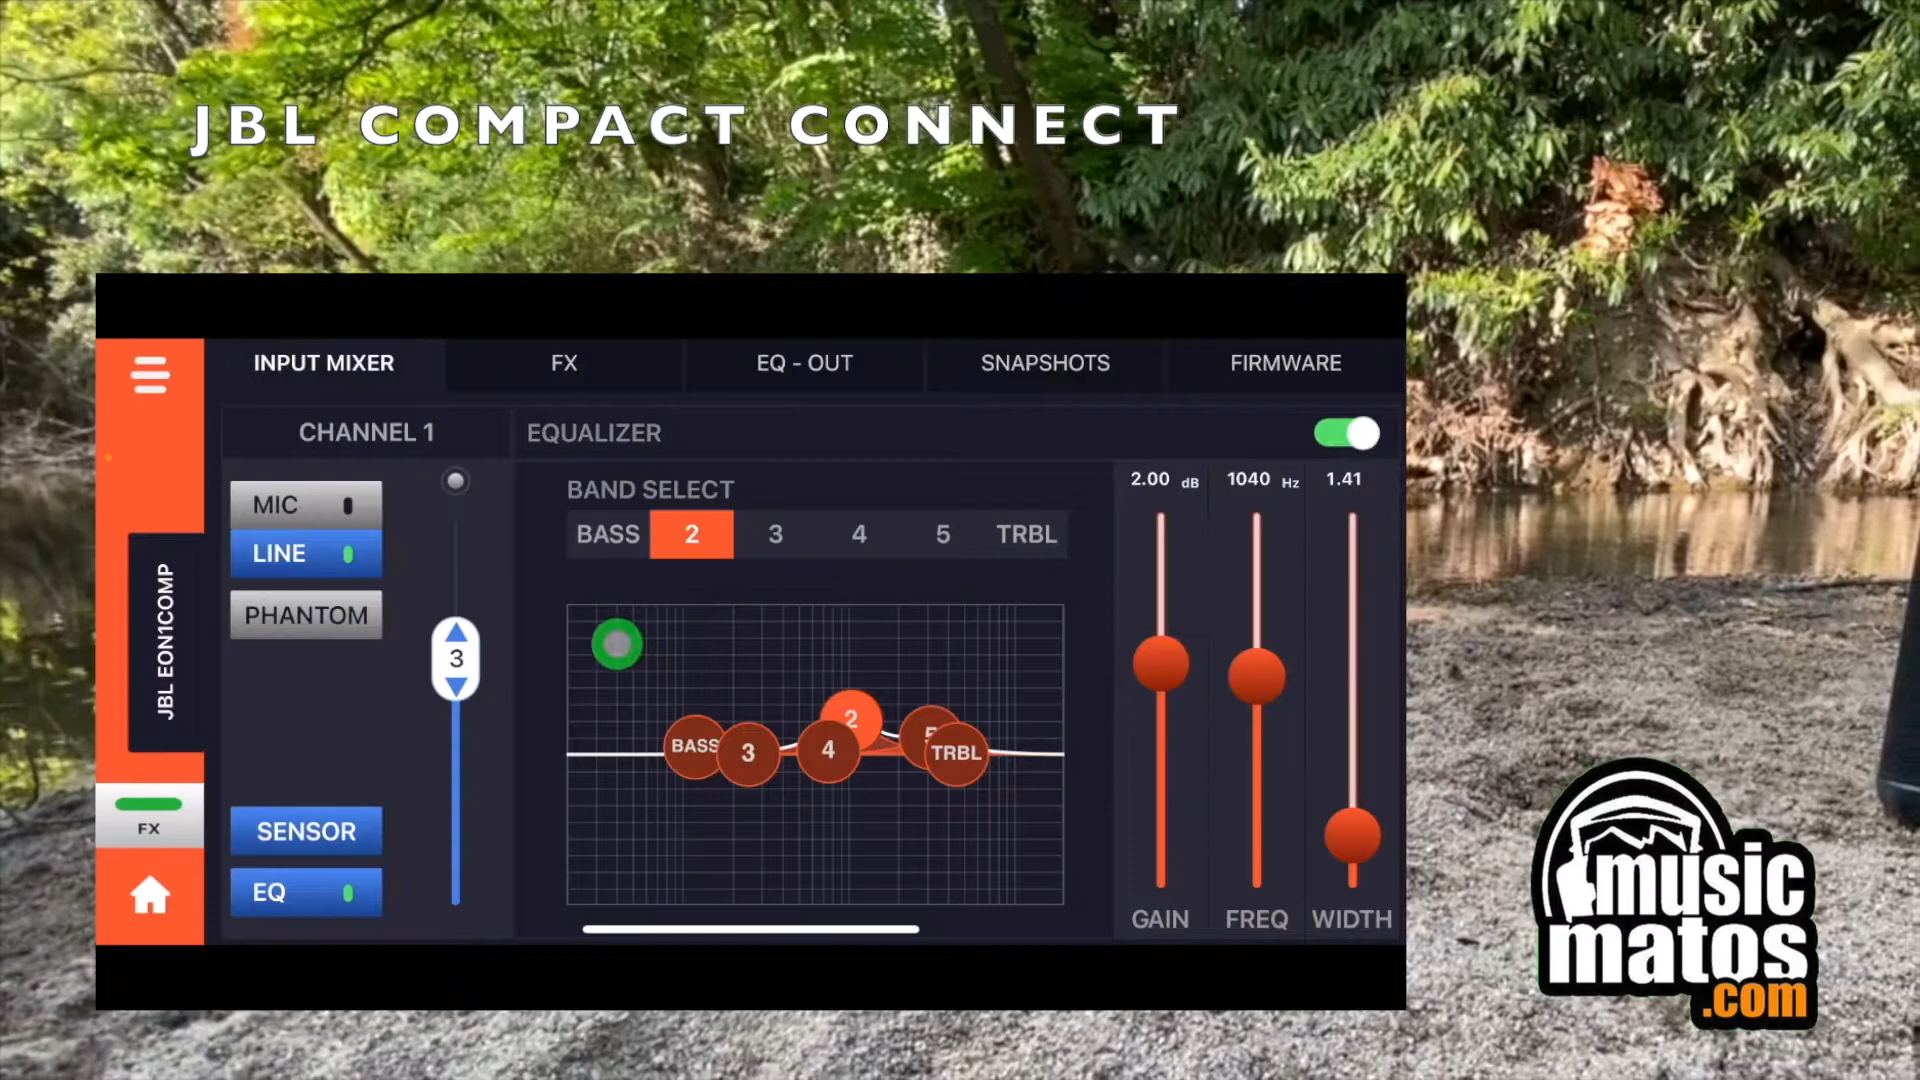 JBL COMPACT CONNECT
INPUT MIXER FX EQ - OUT SNAPSHOTS FIRMWARE
CHANNEL 1 EQUALIZER
2.00 dB 1040 Hz 1.41
BAND SELECT
MIC
BASS 2 3 4 5 TRBL
LINE
PHANTOM
3
JBL EON1COMP
BASS 3 4 2 5 TRBL
FX
SENSOR
EQ
GAIN FREQ WIDTH
music
matos
.com